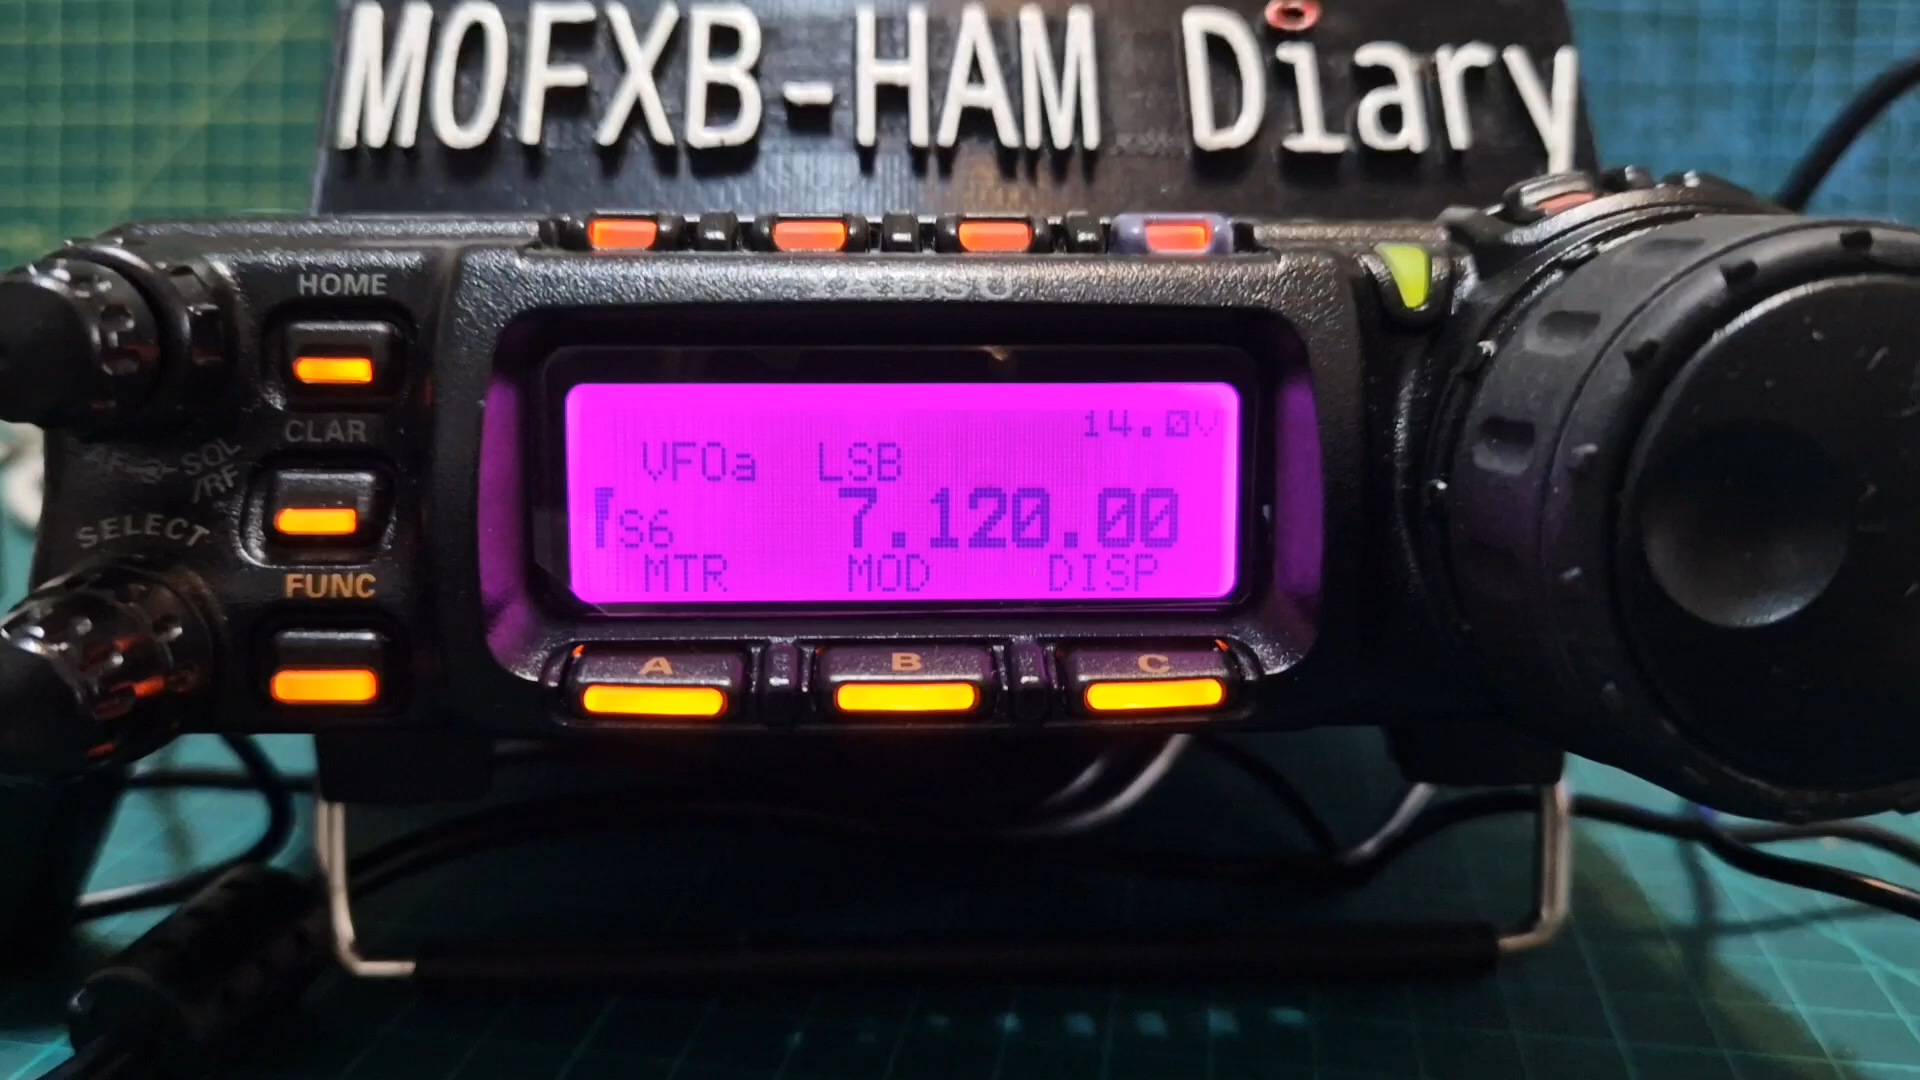 M0FXB-HAM Diary
YAESU
HOME
CLAR
AF SQL
/RF
SELECT
FUNC
14.0V
VFOa LSB
S6 7.120.00
MTR MOD DISP
A B C